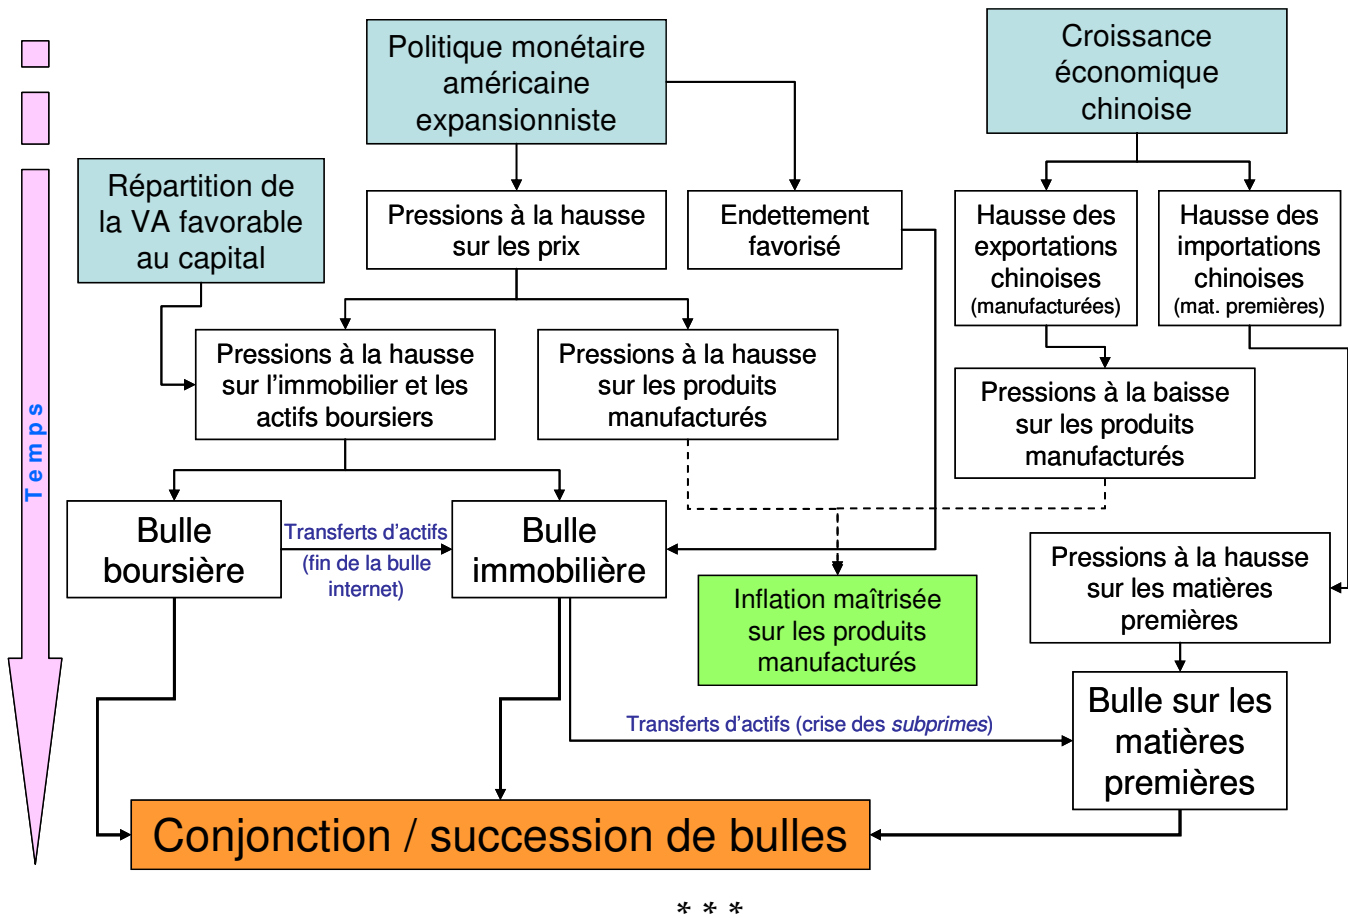 Politique monétaire
américaine
expansionniste
Croissance
économique
chinoise
Répartition de
la VA favorable
au capital
Pressions à la hausse
sur les prix
Endettement
favorisé
Hausse des
exportations
chinoises
(manufacturées)
Hausse des
importations
chinoises
(mat. premières)
Pressions à la hausse
sur l'immobilier et les
actifs boursiers
Pressions à la hausse
sur les produits
manufacturés
Pressions à la baisse
sur les produits
manufacturés
Temps
Bulle
boursière
Transferts d'actifs
(fin de la bulle
internet)
Bulle
immobilière
Pressions à la hausse
sur les matières
premières
Inflation maîtrisée
sur les produits
manufacturés
Transferts d'actifs (crise des subprimes)
Bulle sur les
matières
premières
Conjonction / succession de bulles
* * *